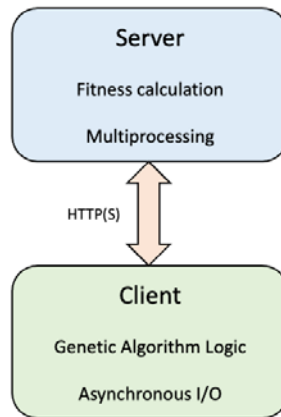 Server
Fitness calculation
Multiprocessing
HTTP(S)
Client
Genetic Algorithm Logic
Asynchronous I/O